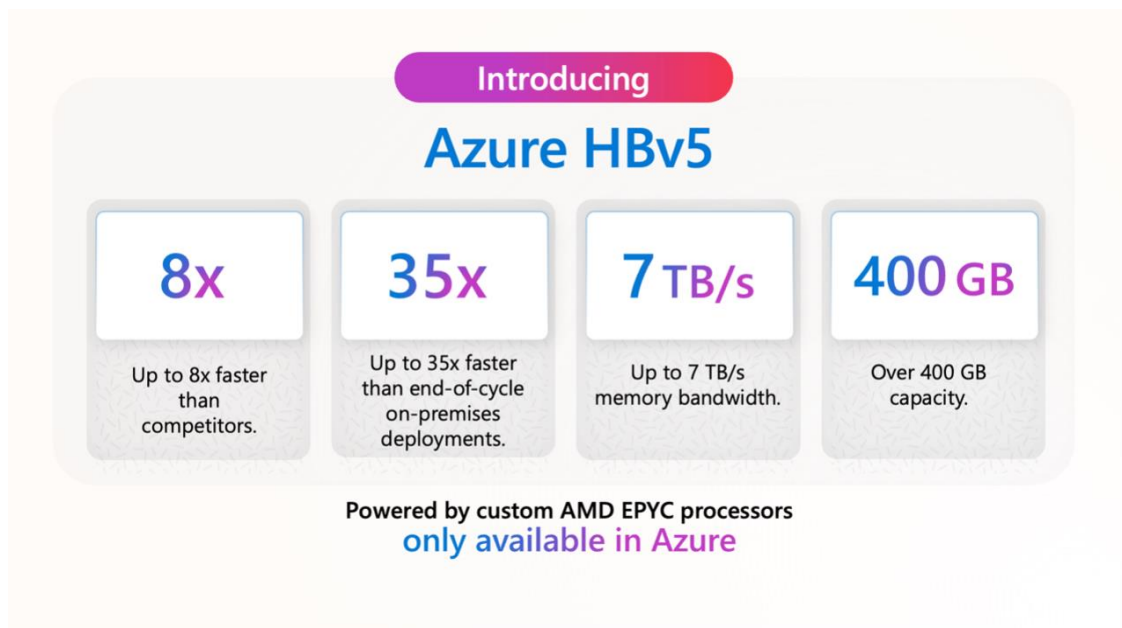 Introducing
Azure HBv5
8x
Up to 8x faster
than
competitors.
35x
Up to 35x faster
than end-of-cycle
on-premises
deployments.
7 TB/s
Up to 7 TB/s
memory bandwidth.
400 GB
Over 400 GB
capacity.
Powered by custom AMD EPYC processors
only available in Azure